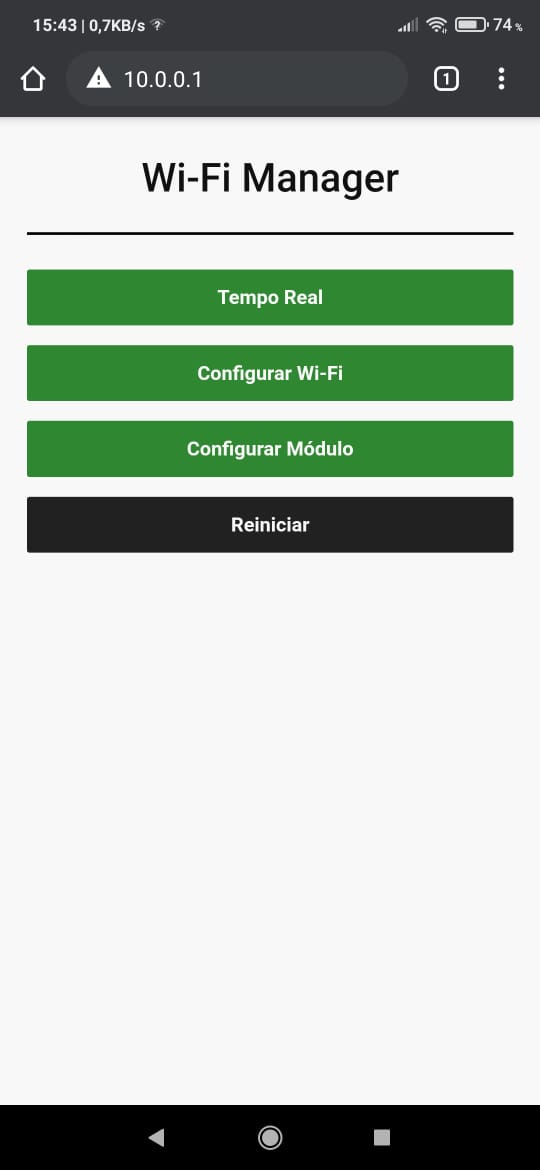 15:43 | 0,7KB/s ?
74 %
10.0.0.1
1
Wi-Fi Manager
Tempo Real
Configurar Wi-Fi
Configurar Módulo
Reiniciar